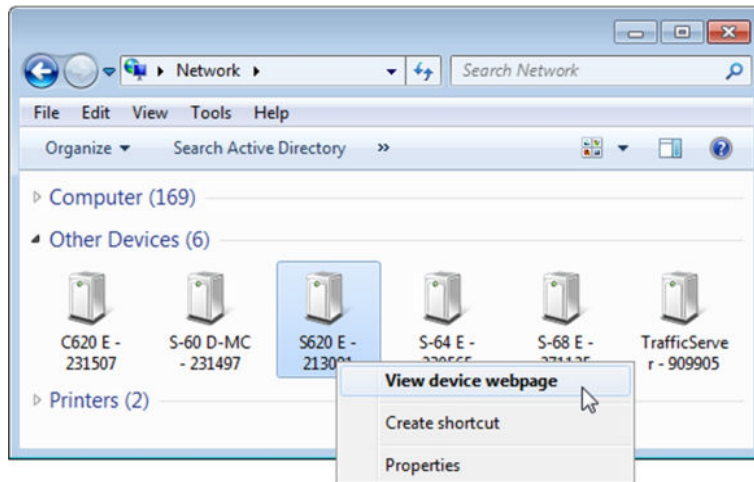 Network
Search Network
File Edit View Tools Help
Organize Search Active Directory »
Computer (169)
Other Devices (6)
C620 E - S-60 D-MC S620 E - S-64 E - S-68 E - TrafficServe
231507 - 231497 r - 909905
View device webpage
Printers (2)
Create shortcut
Properties